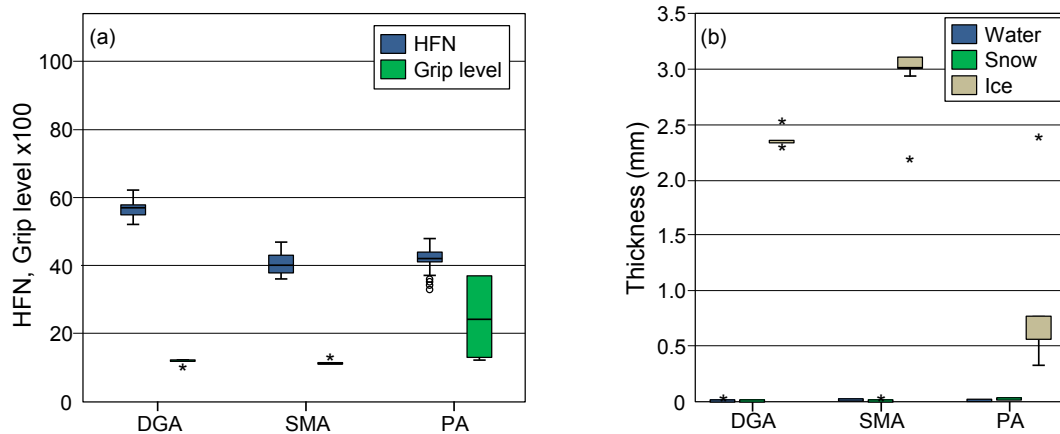 (a)
HFN
Grip level
HFN, Grip level x100
100
80
60
40
20
0
DGA
SMA
PA
(b)
Water
Snow
Ice
Thickness (mm)
3.5
3.0
2.5
2.0
1.5
1.0
0.5
0
DGA
SMA
PA